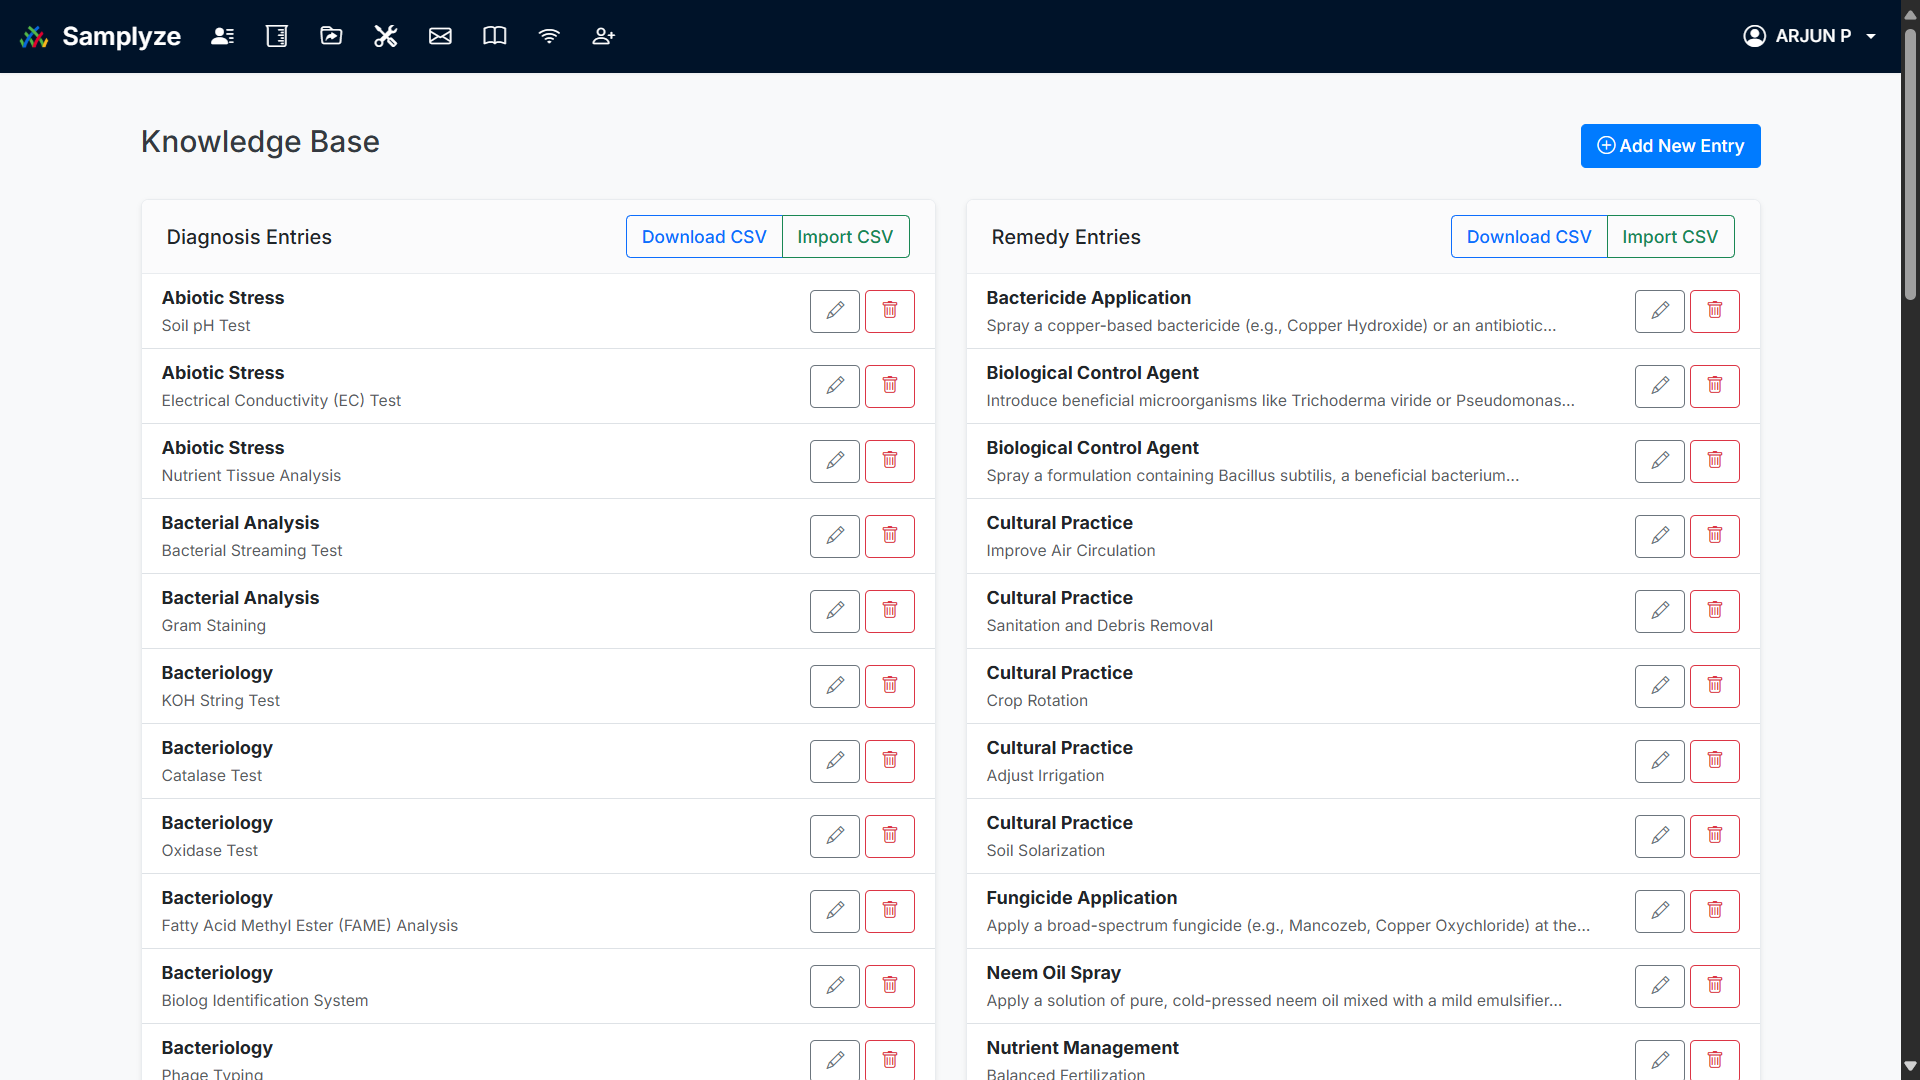 Samplyze
ARJUN P
Knowledge Base
Add New Entry
Diagnosis Entries
Download CSV
Import CSV
Abiotic Stress
Soil pH Test
Abiotic Stress
Electrical Conductivity (EC) Test
Abiotic Stress
Nutrient Tissue Analysis
Bacterial Analysis
Bacterial Streaming Test
Bacterial Analysis
Gram Staining
Bacteriology
KOH String Test
Bacteriology
Catalase Test
Bacteriology
Oxidase Test
Bacteriology
Fatty Acid Methyl Ester (FAME) Analysis
Bacteriology
Biolog Identification System
Bacteriology
Phage Typing
Remedy Entries
Download CSV
Import CSV
Bactericide Application
Spray a copper-based bactericide (e.g., Copper Hydroxide) or an antibiotic...
Biological Control Agent
Introduce beneficial microorganisms like Trichoderma viride or Pseudomonas...
Biological Control Agent
Spray a formulation containing Bacillus subtilis, a beneficial bacterium...
Cultural Practice
Improve Air Circulation
Cultural Practice
Sanitation and Debris Removal
Cultural Practice
Crop Rotation
Cultural Practice
Adjust Irrigation
Cultural Practice
Soil Solarization
Fungicide Application
Apply a broad-spectrum fungicide (e.g., Mancozeb, Copper Oxychloride) at the...
Neem Oil Spray
Apply a solution of pure, cold-pressed neem oil mixed with a mild emulsifier...
Nutrient Management
Balanced Fertilization